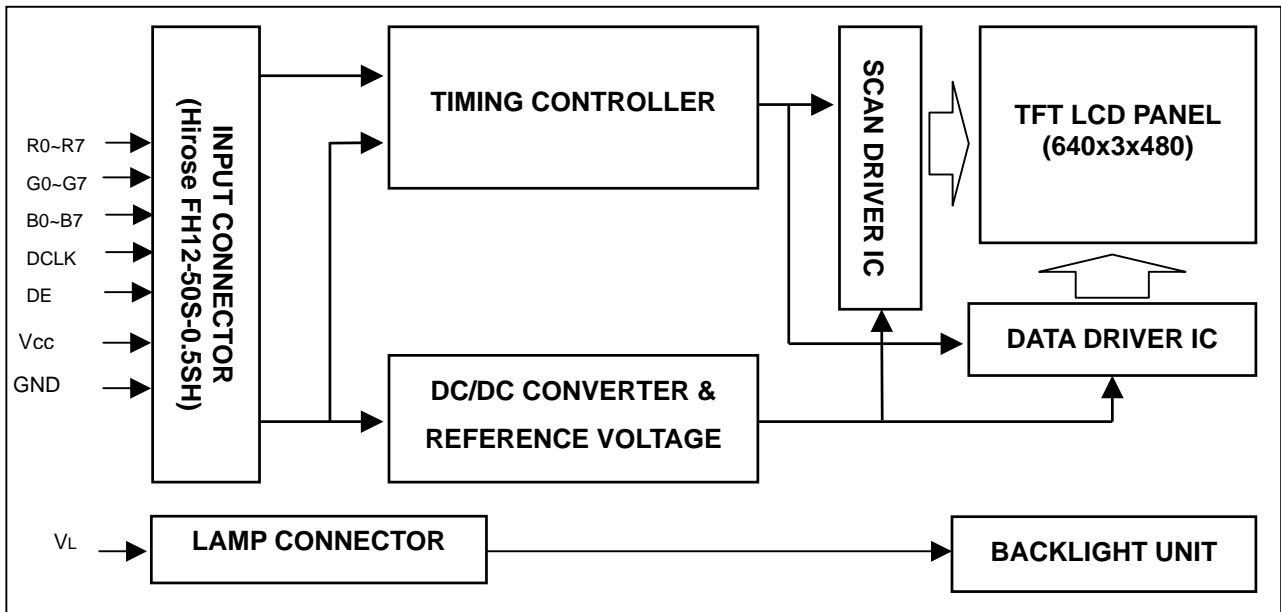 R0~R7
G0~G7
B0~B7
DCLK
DE
Vcc
GND
INPUT CONNECTOR
(Hirose FH12-50S-0.5SH)
TIMING CONTROLLER
SCAN DRIVER IC
TFT LCD PANEL
(640x3x480)
DATA DRIVER IC
DC/DC CONVERTER &
REFERENCE VOLTAGE
VL
LAMP CONNECTOR
BACKLIGHT UNIT